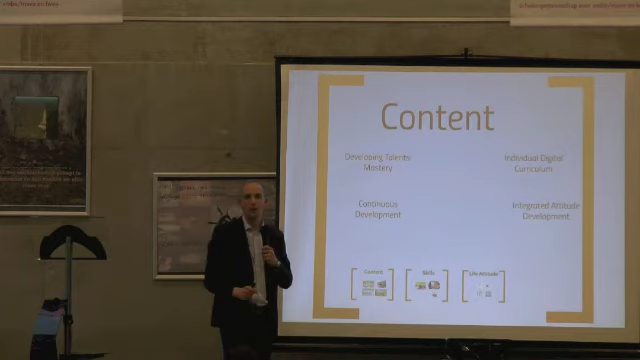 Content
Developing Talents
Mastery
Individual Digital
Curriculum
Continuous
Development
Integrated Attitude
Development
Content
Skills
Life Attitude